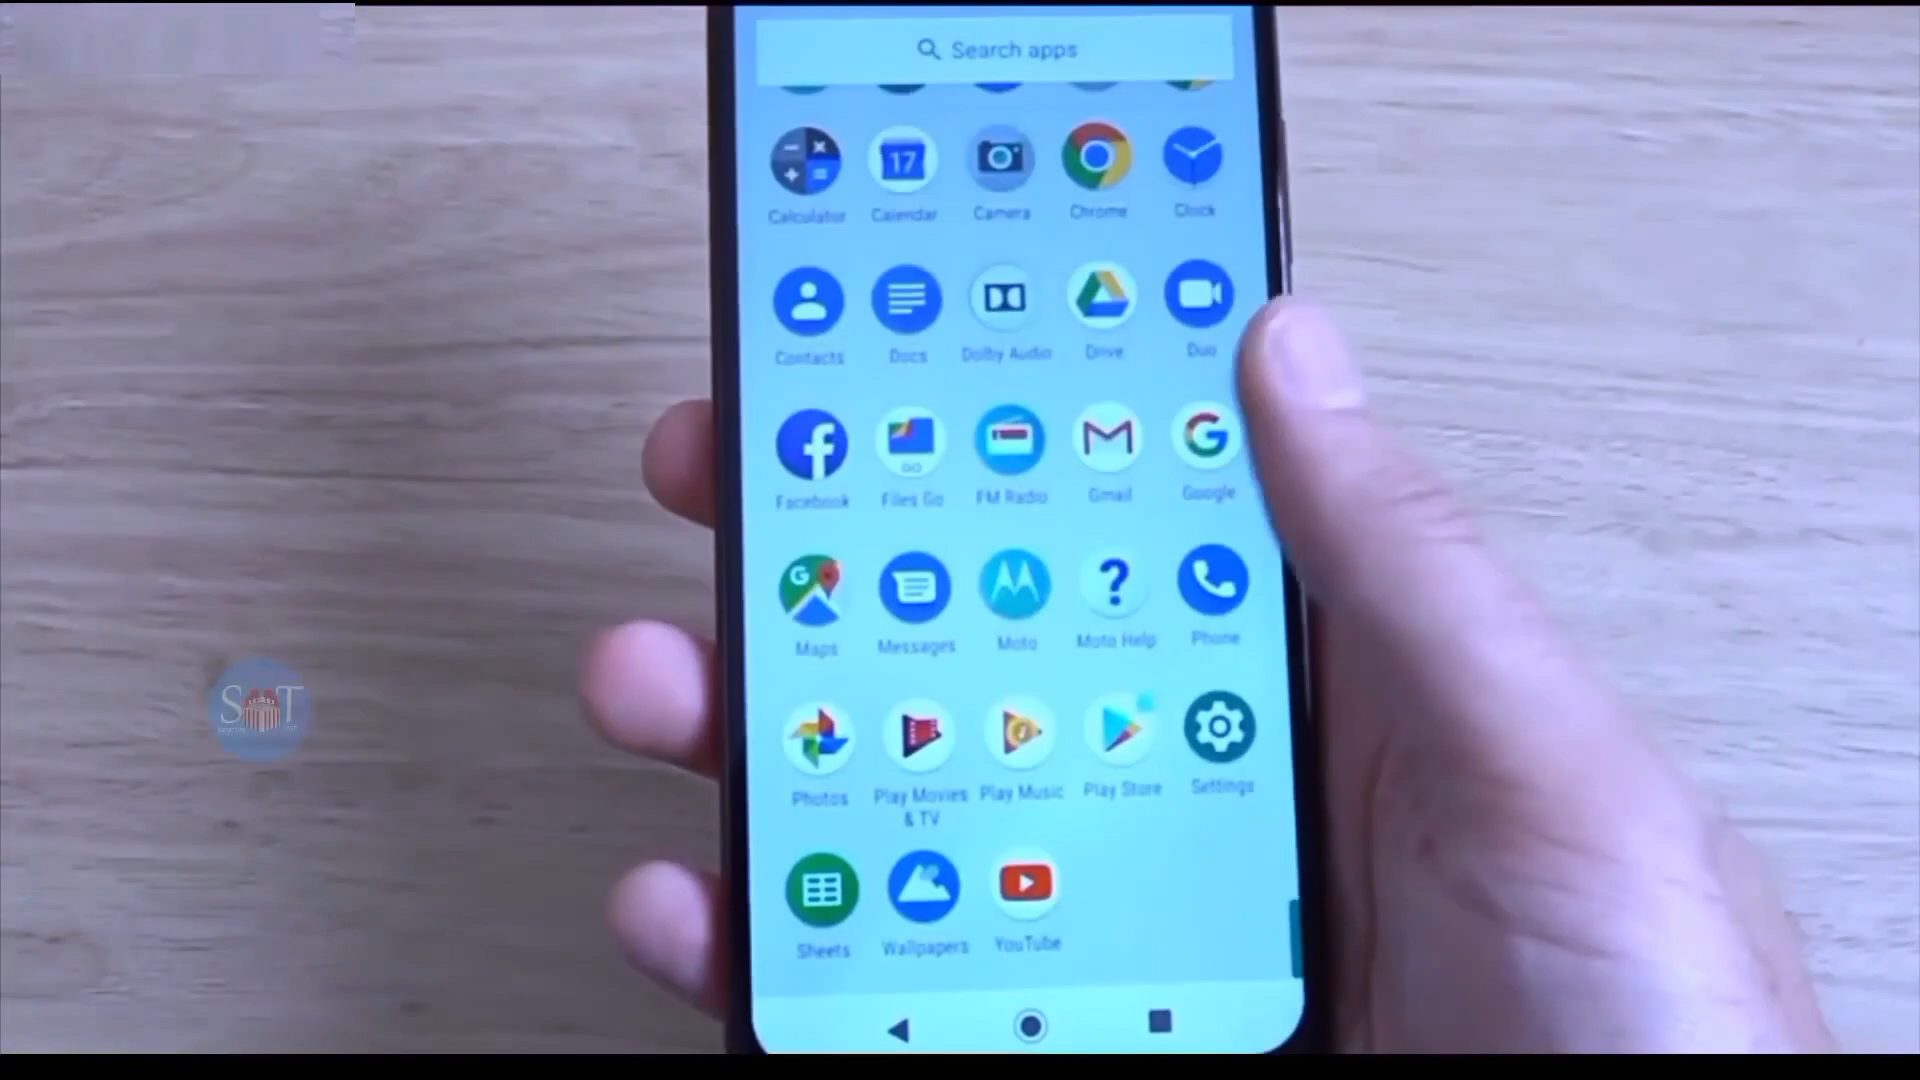 Search apps
17
Calculator Calendar Camera Chrome Clock
Contacts Docs Dolby Audio Drive Duo
GO
Facebook Files Go FM Radio Gmail Google
Maps Messages Moto Moto Help Phone
Photos Play Movies & TV Play Music Play Store Settings
Sheets Wallpapers YouTube
S T